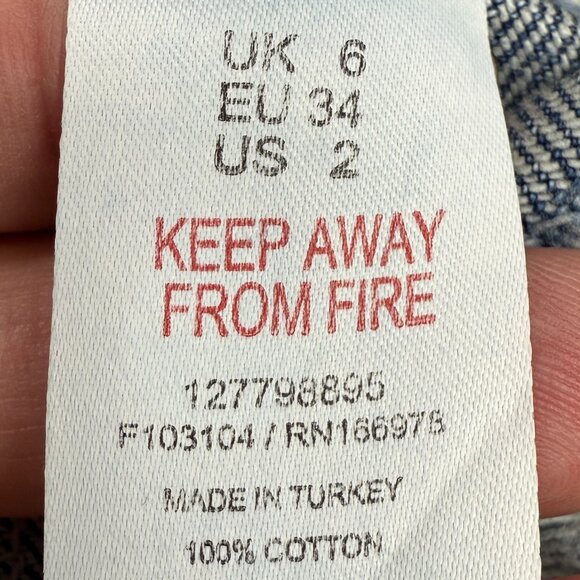 UK 6
EU 34
US 2
KEEP AWAY
FROM FIRE
127798895
F103104 / RN166978
MADE IN TURKEY
100% COTTON